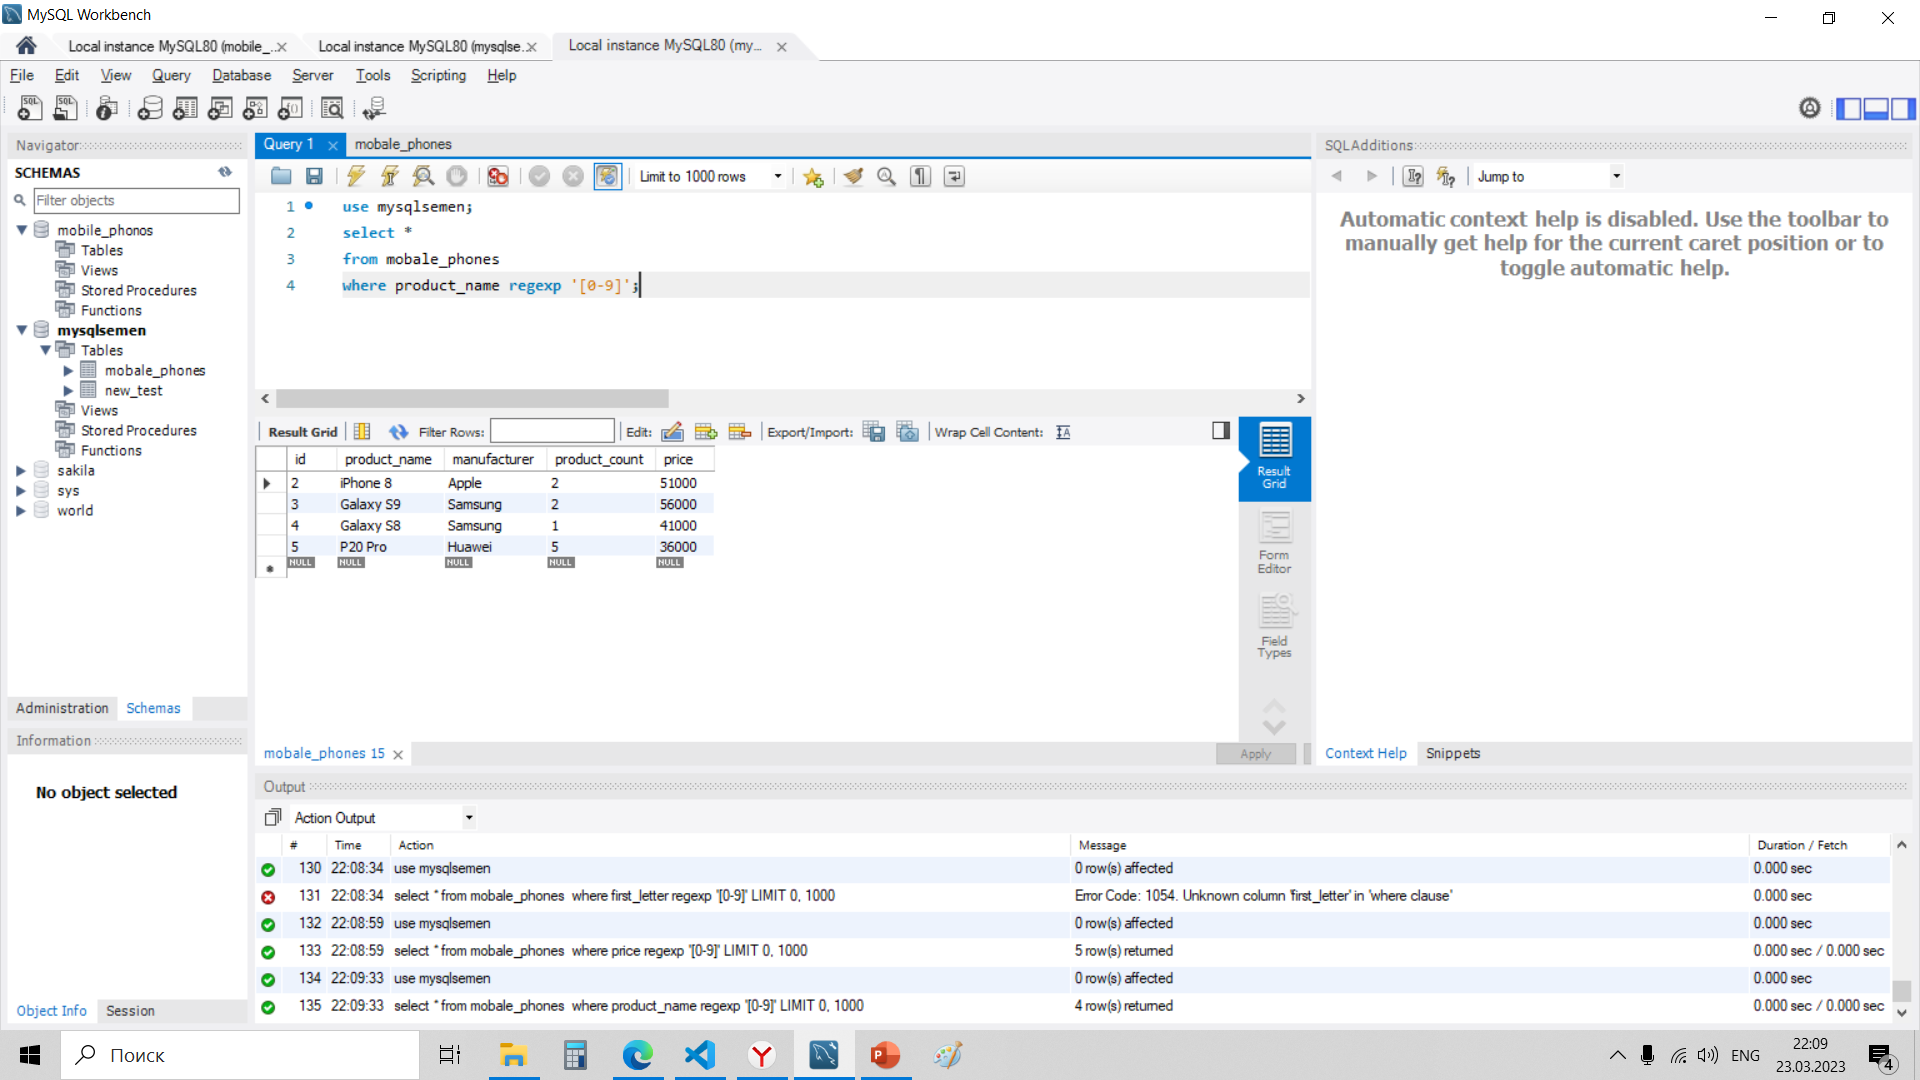 MySQL Workbench
Local instance MySQL80 (mobile_... Local instance MySQL80 (mysqlse... Local instance MySQL80 (my...
File Edit View Query Database Server Tools Scripting Help
Navigator
SCHEMAS
Filter objects
mobile_phonos
Tables
Views
Stored Procedures
Functions
mysqlsemen
Tables
mobale_phones
new_test
Views
Stored Procedures
Functions
sakila
sys
world
Administration Schemas
Information
No object selected
Object Info Session
Query 1 mobale_phones
Limit to 1000 rows
1 use mysqlsemen;
2 select *
3 from mobale_phones
4 where product_name regexp '[0-9]';
Result Grid Filter Rows: Edit: Export/Import: Wrap Cell Content:
id product_name manufacturer product_count price
2 iPhone 8 Apple 2 51000
3 Galaxy S9 Samsung 2 56000
4 Galaxy S8 Samsung 1 41000
5 P20 Pro Huawei 5 36000
NULL NULL NULL NULL NULL
Result Grid
Form Editor
Field Types
mobale_phones 15 Apply
SQLAdditions
Jump to
Automatic context help is disabled. Use the toolbar to
manually get help for the current caret position or to
toggle automatic help.
Context Help Snippets
Output
Action Output
# Time Action Message Duration / Fetch
130 22:08:34 use mysqlsemen 0 row(s) affected 0.000 sec
131 22:08:34 select * from mobale_phones where first_letter regexp '[0-9]' LIMIT 0, 1000 Error Code: 1054. Unknown column 'first_letter' in 'where clause' 0.000 sec
132 22:08:59 use mysqlsemen 0 row(s) affected 0.000 sec
133 22:08:59 select * from mobale_phones where price regexp '[0-9]' LIMIT 0, 1000 5 row(s) returned 0.000 sec / 0.000 sec
134 22:09:33 use mysqlsemen 0 row(s) affected 0.000 sec
135 22:09:33 select * from mobale_phones where product_name regexp '[0-9]' LIMIT 0, 1000 4 row(s) returned 0.000 sec / 0.000 sec
Поиск
ENG
22:09
23.03.2023
4